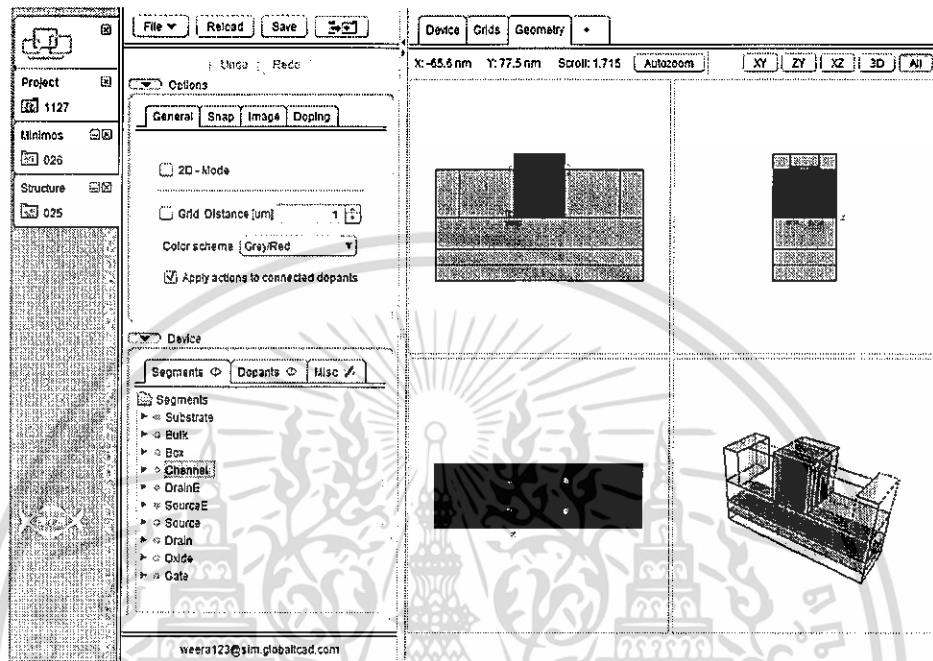 File Reload Save
Undo Redo
Options
General Snap Image Doping
2D - Mode
Grid Distance [um] 1
Color scheme Grey/Red
Apply actions to connected dopants
Device
Segments Dopants Misc
Segments
Substrate
Bulk
Box
Channel
DrainE
SourceE
Source
Drain
Oxide
Gate
weera123@sim.globaltcad.com
Project
1127
Minimos
026
Structure
025
Device Grids Geometry +
X: -65.6 nm Y: 77.5 nm Scroll: 1.715 Autozoom XY ZY XZ 3D All